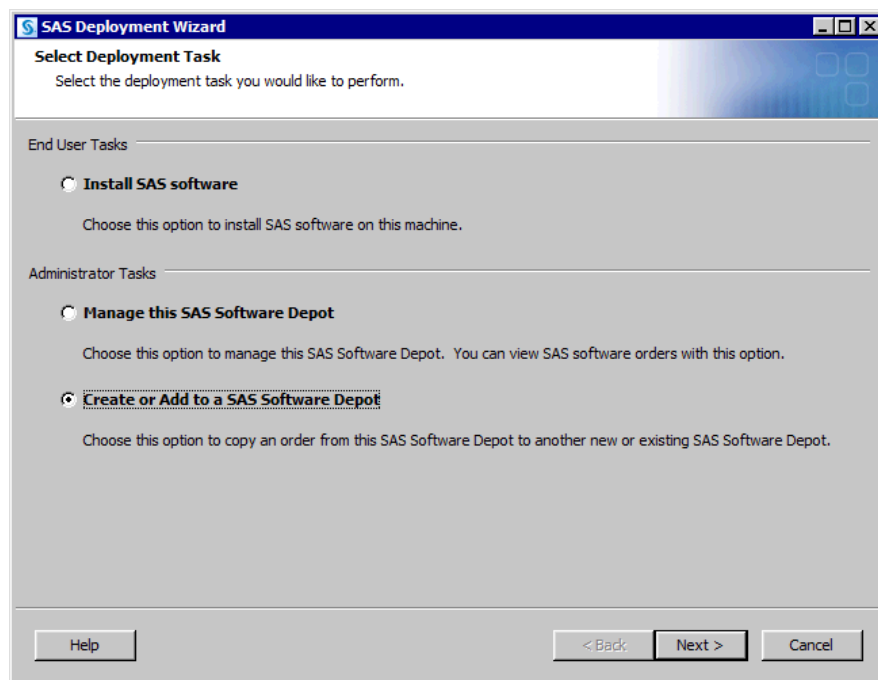 SAS Deployment Wizard
Select Deployment Task
Select the deployment task you would like to perform.
End User Tasks
Install SAS software
Choose this option to install SAS software on this machine.
Administrator Tasks
Manage this SAS Software Depot
Choose this option to manage this SAS Software Depot.  You can view SAS software orders with this option.
Create or Add to a SAS Software Depot
Choose this option to copy an order from this SAS Software Depot to another new or existing SAS Software Depot.
Help
< Back
Next >
Cancel